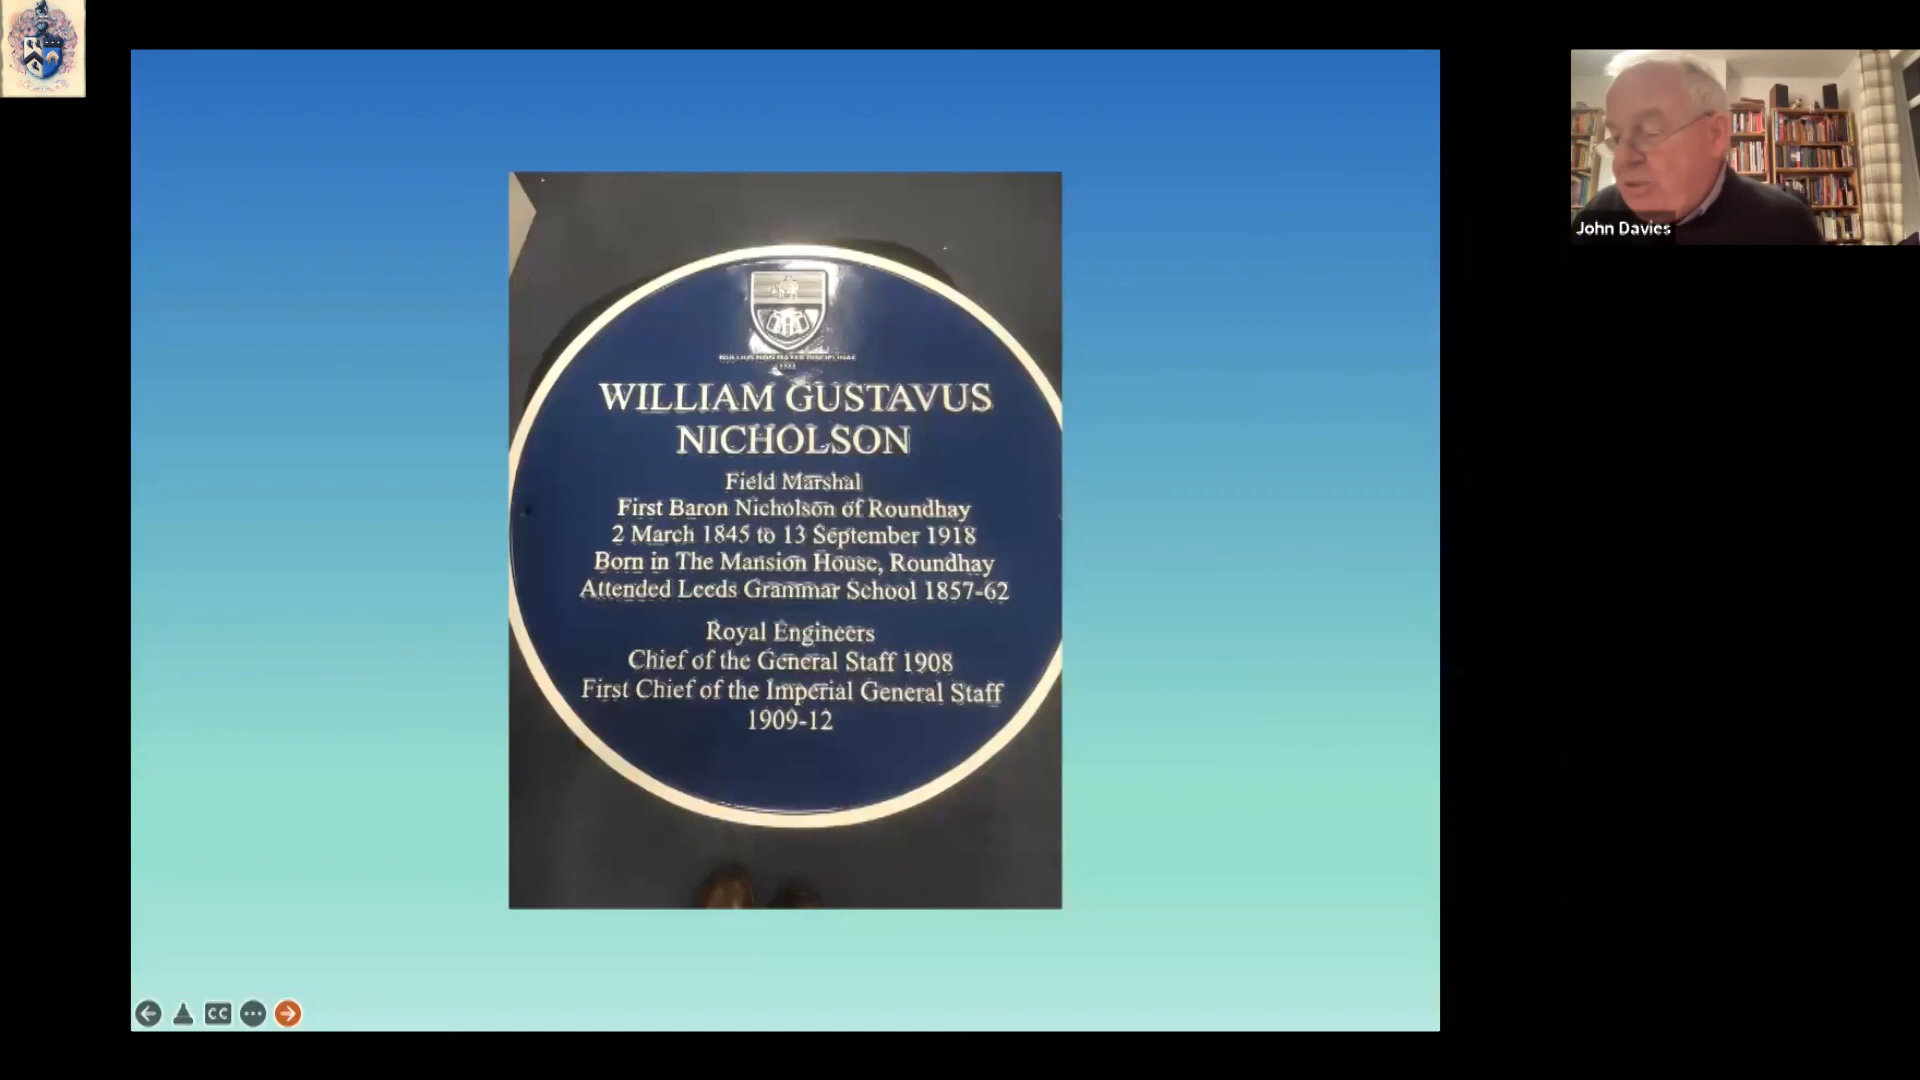 WILLIAM GUSTAVUS
NICHOLSON
Field Marshal
First Baron Nicholson of Roundhay
2 March 1845 to 13 September 1918
Born in The Mansion House, Roundhay
Attended Leeds Grammar School 1857-62
Royal Engineers
Chief of the General Staff 1908
First Chief of the Imperial General Staff
1909-12
John Davies
CC